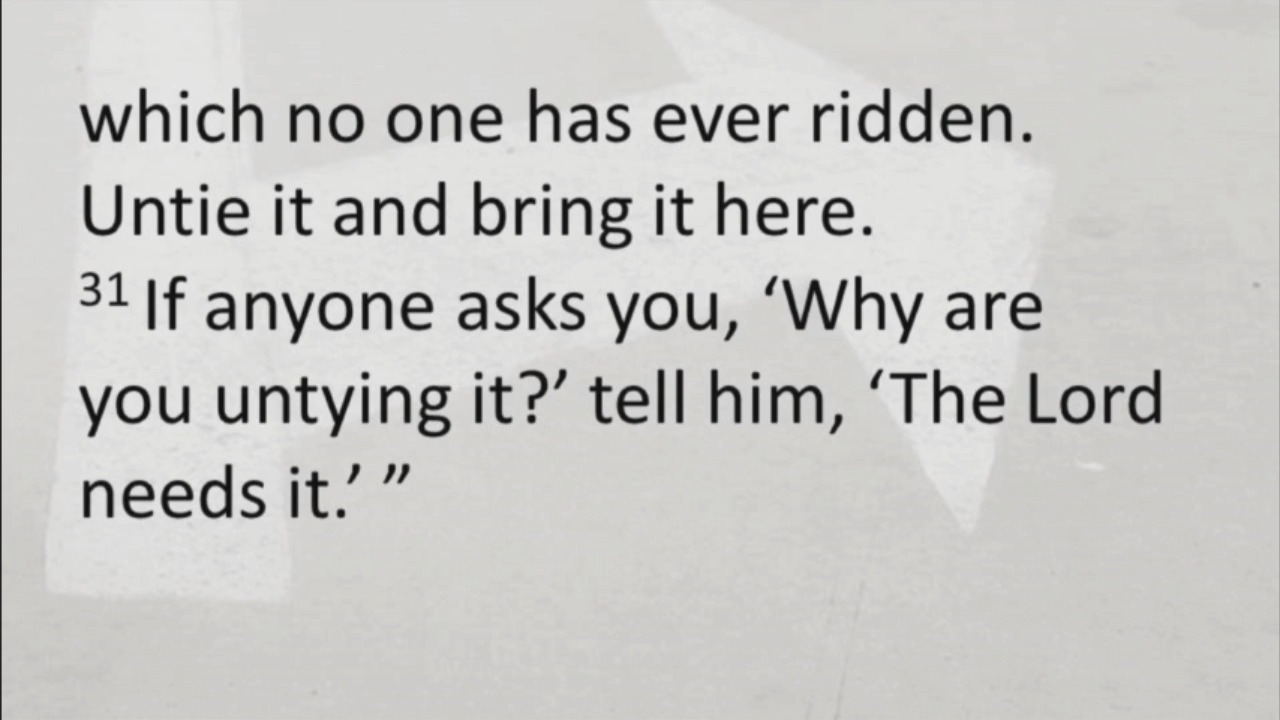 which no one has ever ridden.
Untie it and bring it here.
31 If anyone asks you, ‘Why are
you untying it?’ tell him, ‘The Lord
needs it.’ ”